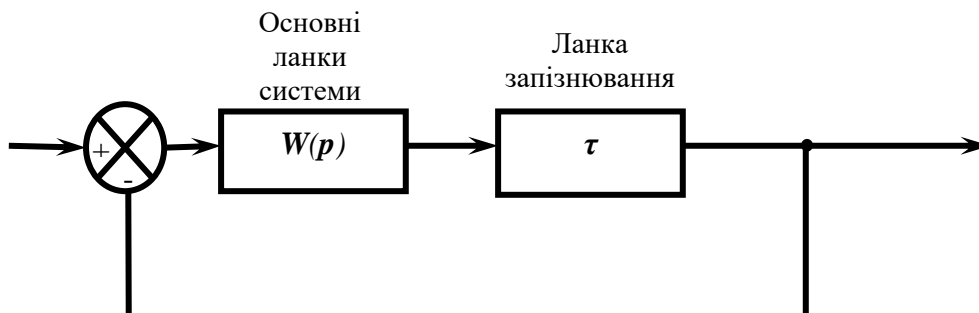 Основні
ланки
системи
Ланка
запізнювання
+
-
W(p)
τ